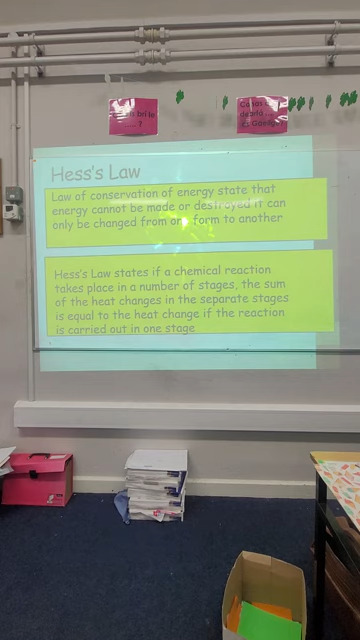 Hess's Law
Law of conservation of energy state that
energy cannot be made or destroyed it can
only be changed from one form to another
Hess's Law states if a chemical reaction
takes place in a number of stages, the sum
of the heat changes in the separate stages
is equal to the heat change if the reaction
is carried out in one stage